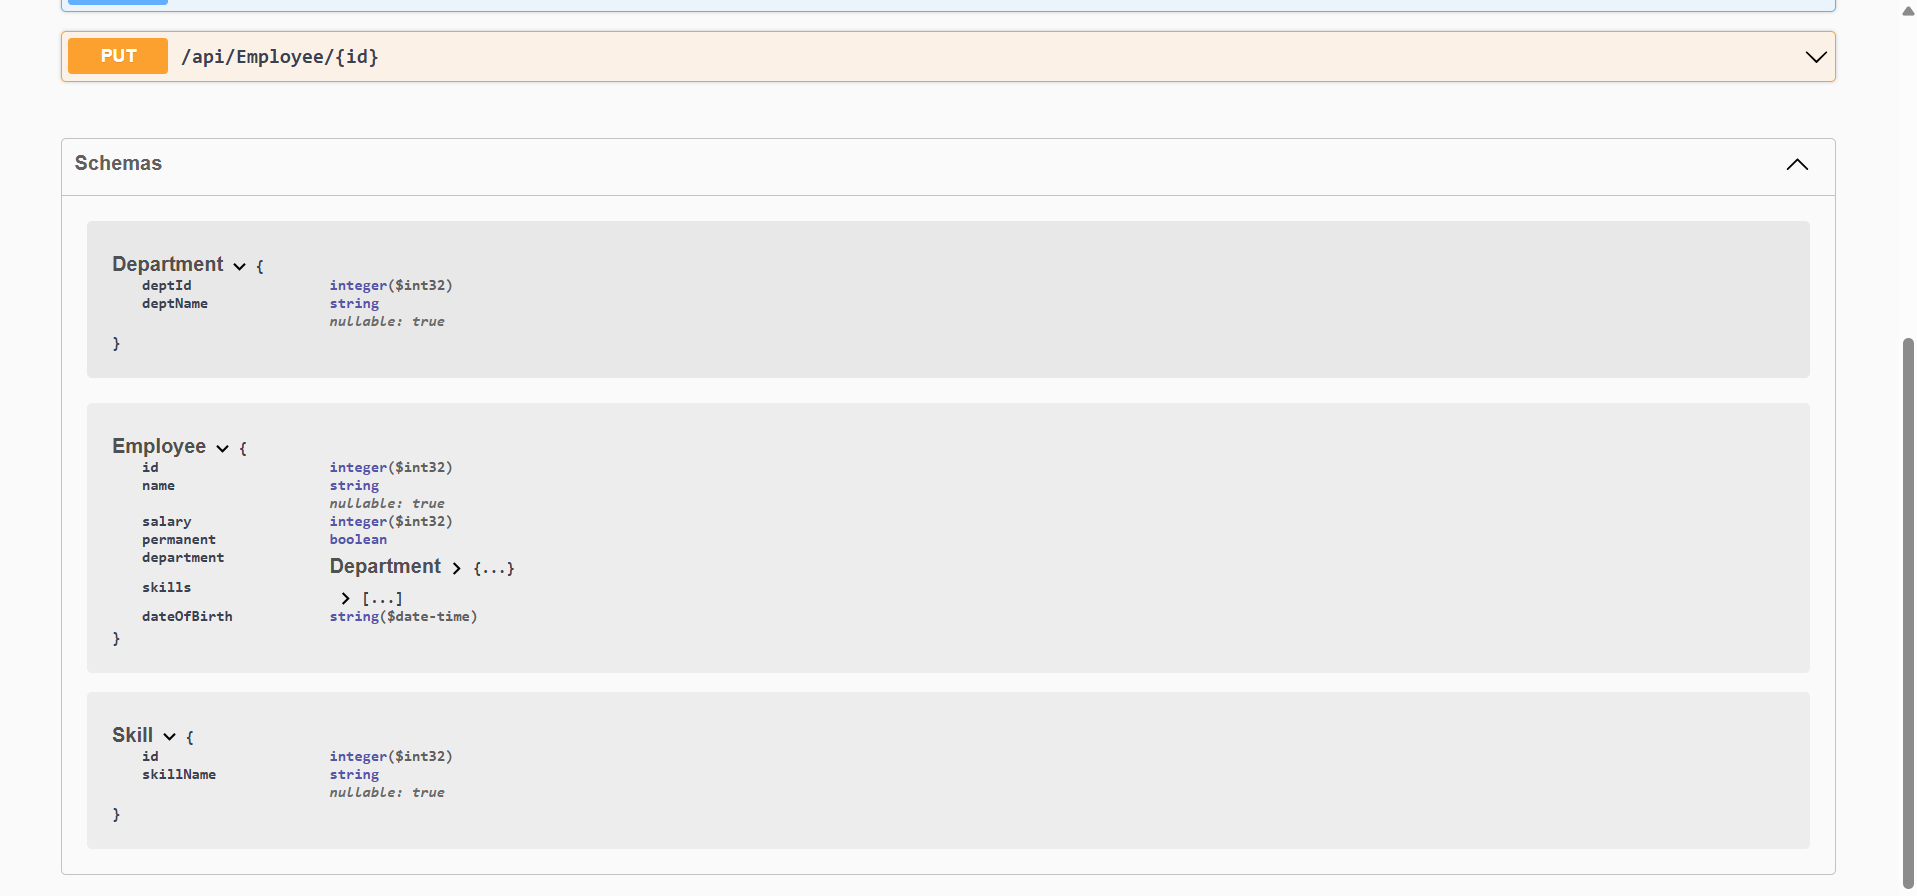 PUT /api/Employee/{id}
Schemas
Department {
deptId integer($int32)
deptName string
nullable: true
}
Employee {
id integer($int32)
name string
nullable: true
salary integer($int32)
permanent boolean
department Department {...}
skills [...]
dateOfBirth string($date-time)
}
Skill {
id integer($int32)
skillName string
nullable: true
}